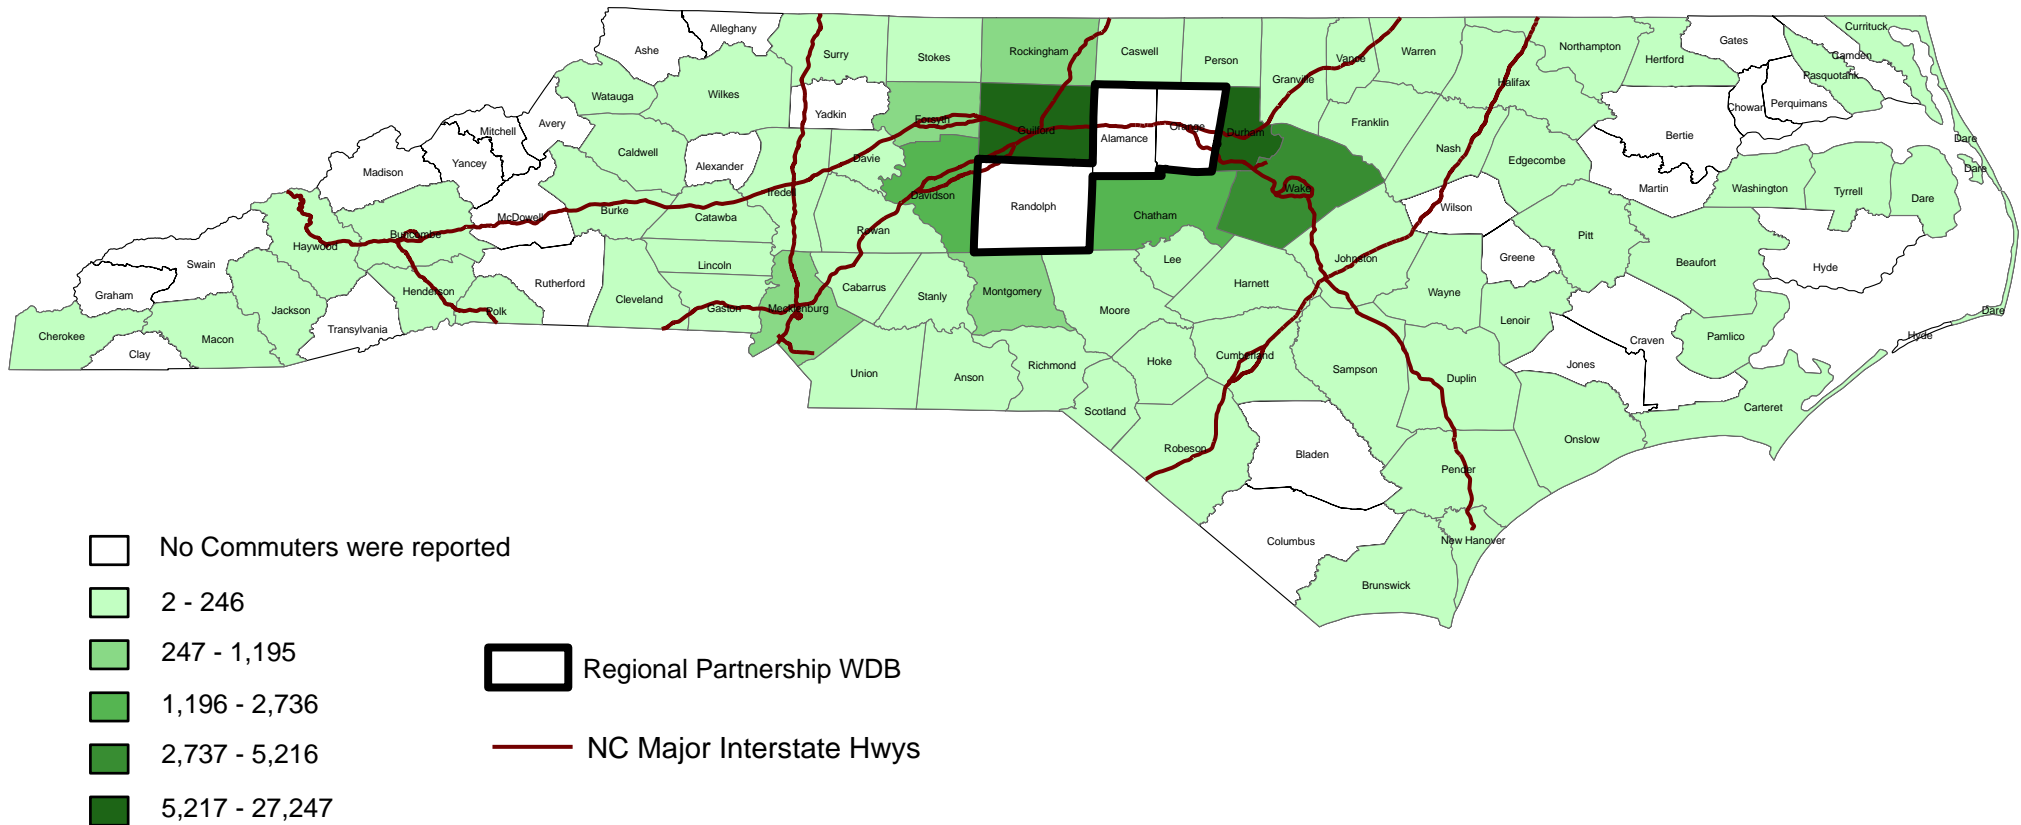 Alleghany
Ashe
Surry
Stokes
Rockingham
Caswell
Person
Granville
Vance
Warren
Northampton
Halifax
Hertford
Gates
Currituck
Camden
Pasquotank
Perquimans
Chowan
Bertie
Watauga
Wilkes
Yadkin
Forsyth
Guilford
Alamance
Orange
Durham
Franklin
Nash
Edgecombe
Martin
Washington
Tyrrell
Dare
Dare
Dare
Mitchell
Avery
Yancey
Madison
Caldwell
Alexander
Davie
Iredell
Davidson
Randolph
Chatham
Wake
Wilson
McDowell
Burke
Catawba
Rowan
Haywood
Buncombe
Swain
Graham
Rutherford
Lincoln
Cleveland
Gaston
Mecklenburg
Cabarrus
Stanly
Montgomery
Moore
Lee
Harnett
Johnston
Wayne
Greene
Pitt
Beaufort
Hyde
Hyde
Dare
Jackson
Henderson
Polk
Transylvania
Cherokee
Clay
Macon
Union
Anson
Richmond
Scotland
Hoke
Cumberland
Sampson
Duplin
Lenoir
Jones
Craven
Pamlico
Carteret
Onslow
Robeson
Bladen
Pender
Columbus
New Hanover
Brunswick
No Commuters were reported
2 - 246
247 - 1,195
1,196 - 2,736
2,737 - 5,216
5,217 - 27,247
Regional Partnership WDB
NC Major Interstate Hwys